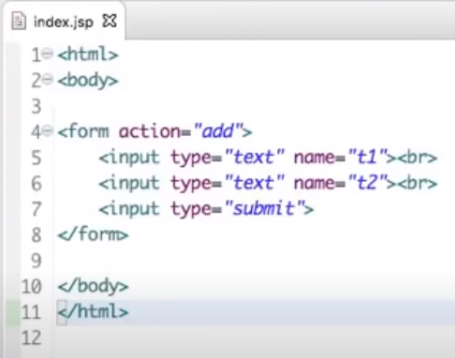 index.jsp
1 <html>
2 <body>
3
4 <form action="add">
5     <input type="text" name="t1"><br>
6     <input type="text" name="t2"><br>
7     <input type="submit">
8 </form>
9
10 </body>
11 </html>
12